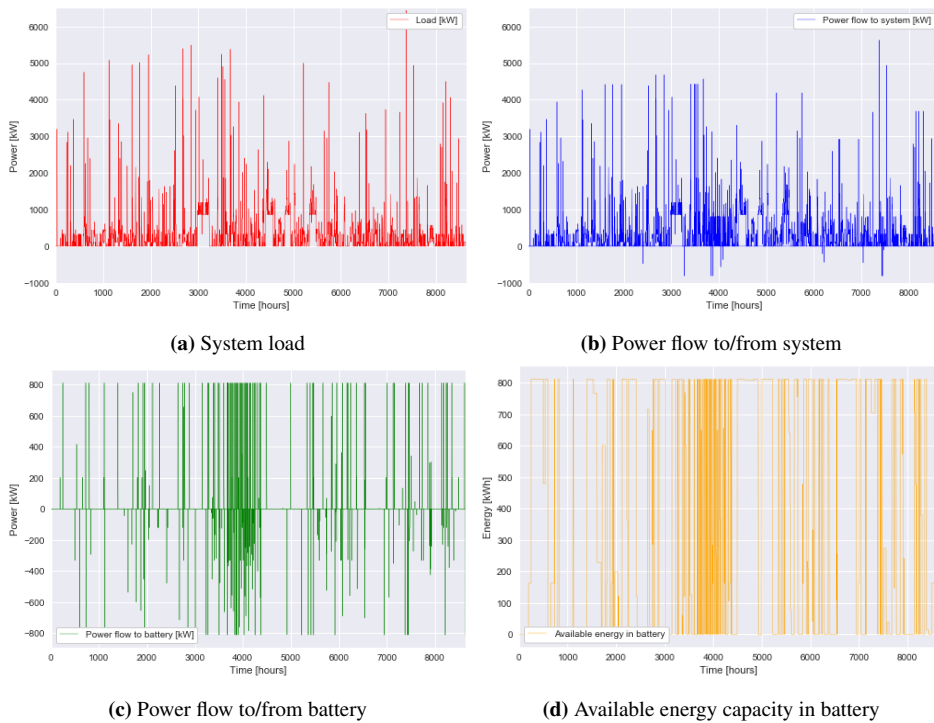 6000
5000
4000
3000
2000
1000
0
−1000
Power [kW]
Load [kW]
0 1000 2000 3000 4000 5000 6000 7000 8000
Time [hours]
(a) System load
6000
5000
4000
3000
2000
1000
0
−1000
Power [kW]
Power flow to system [kW]
0 1000 2000 3000 4000 5000 6000 7000 8000
Time [hours]
(b) Power flow to/from system
800
600
400
200
0
−200
−400
−600
−800
Power [kW]
Power flow to battery [kW]
0 1000 2000 3000 4000 5000 6000 7000 8000
Time [hours]
(c) Power flow to/from battery
800
700
600
500
400
300
200
100
0
Energy [kWh]
Available energy in battery
0 1000 2000 3000 4000 5000 6000 7000 8000
Time [hours]
(d) Available energy capacity in battery